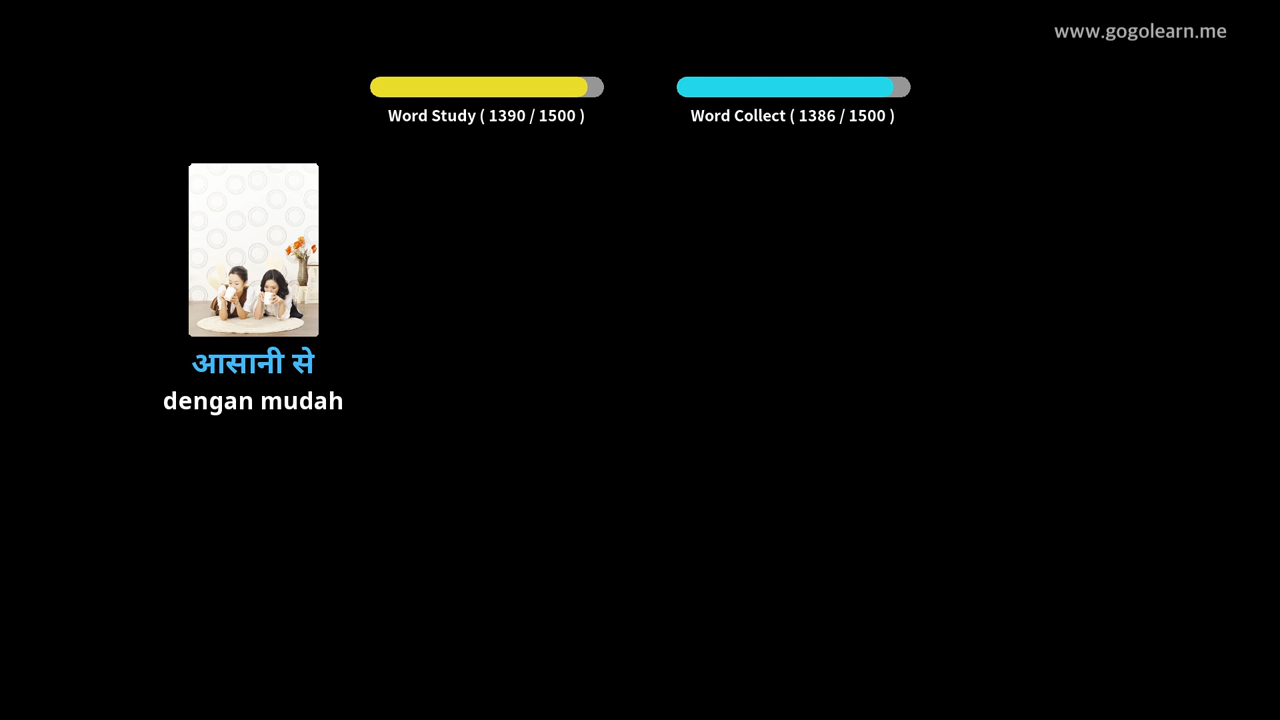 www.gogolearn.me
Word Study ( 1390 / 1500 )
Word Collect ( 1386 / 1500 )
आसानी से
dengan mudah